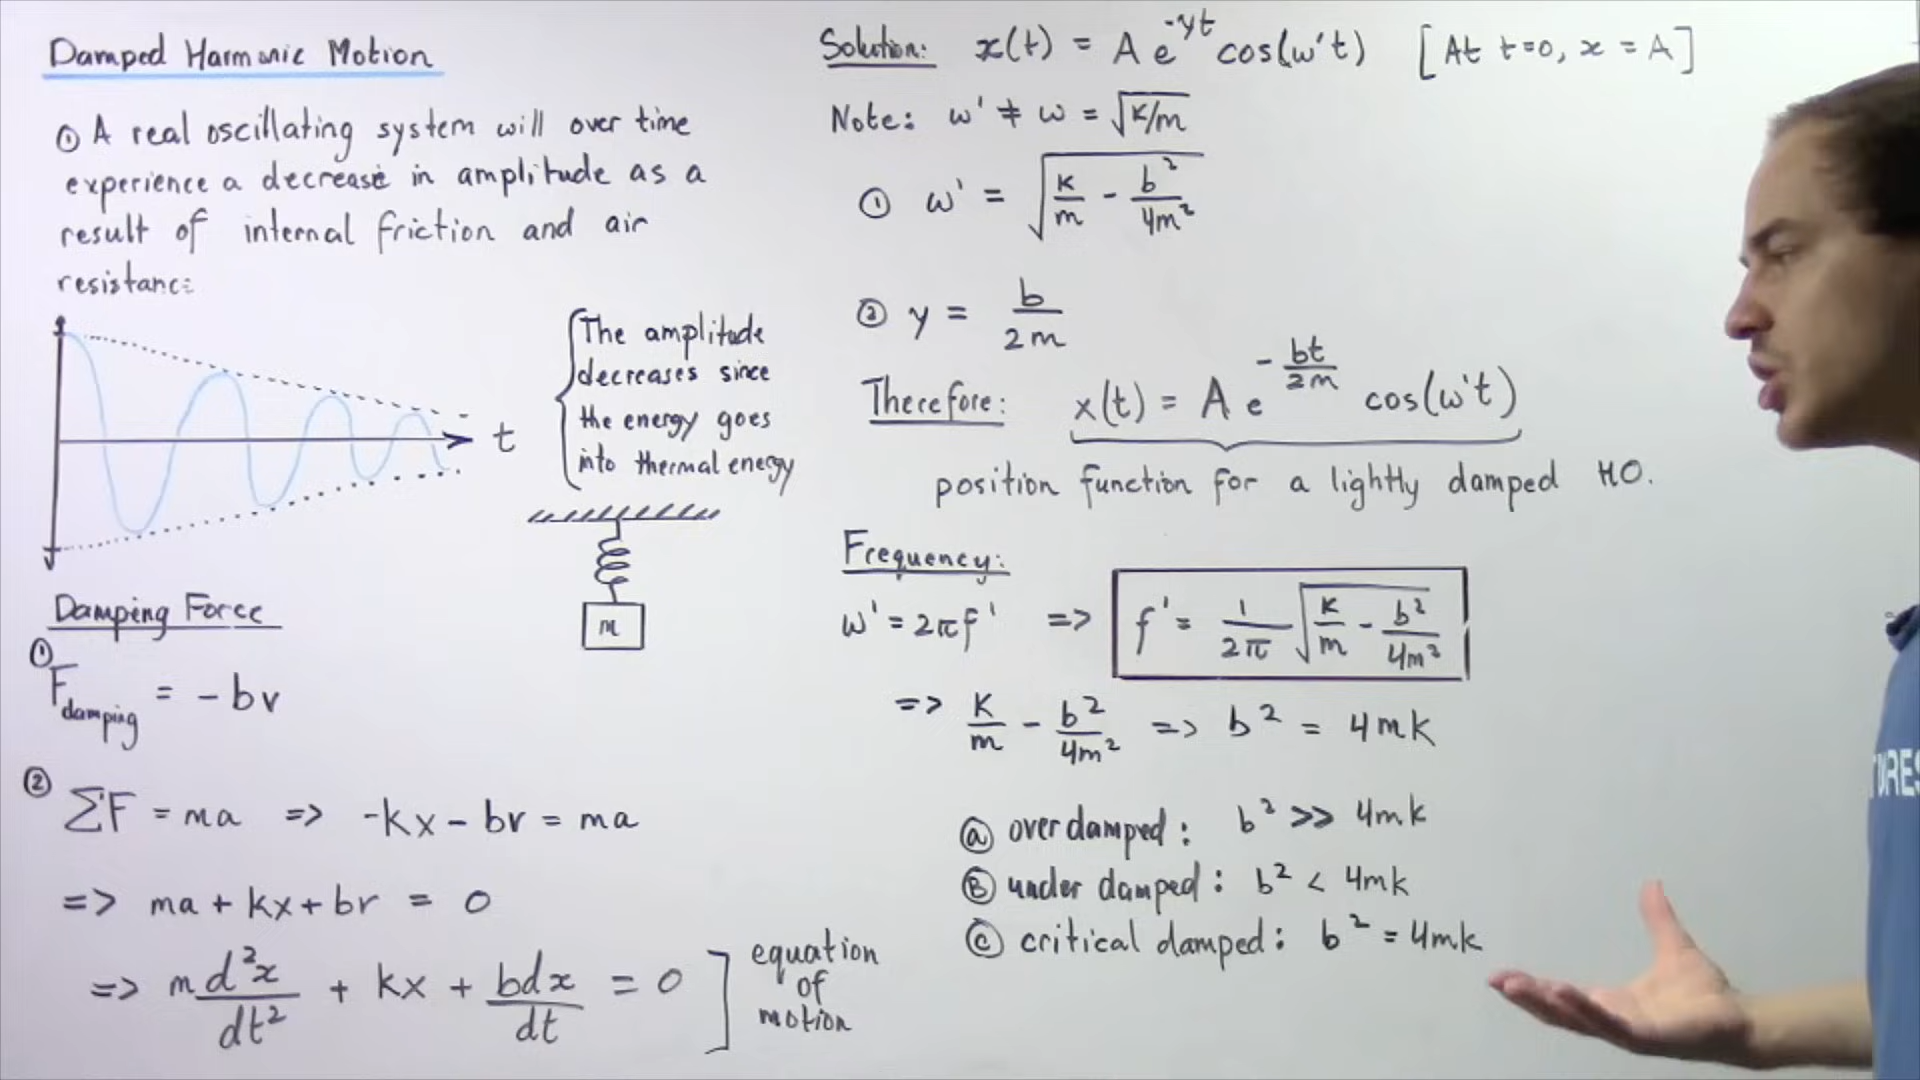 Damped Harmonic Motion
① A real oscillating system will over time
experience a decrease in amplitude as a
result of internal friction and air
resistance:
t
The amplitude
decreases since
the energy goes
into thermal energy
m
Damping Force
①
F damping = -bv
②
ΣF = ma => -kx - bv = ma
=> ma + kx + bv = 0
=> m d²x/dt² + kx + b dx/dt = 0
equation
of
motion
Solution: x(t) = A e^-γt cos(ω't) [At t=0, x = A]
Note: ω' ≠ ω = √K/m
① ω' = √(K/m - b²/4m²)
② γ = b/2m
Therefore: x(t) = A e^(-bt/2m) cos(ω't)
position function for a lightly damped HO.
Frequency:
ω' = 2πf' => f' = 1/2π √(K/m - b²/4m²)
=> K/m - b²/4m² => b² = 4mk
ⓐ overdamped: b² >> 4mk
Ⓑ under damped: b² < 4mk
Ⓒ critical damped: b² = 4mk